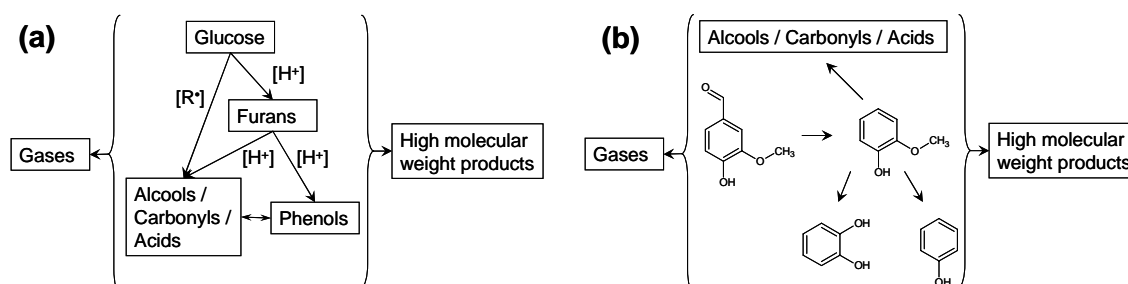 (a)
Glucose
[R•]
[H+]
Furans
[H+]
[H+]
Gases
Alcools /
Carbonyls /
Acids
Phenols
High molecular
weight products
(b)
Alcools / Carbonyls / Acids
O
O
CH3
OH
Gases
O
CH3
OH
High molecular
weight products
OH
OH
OH